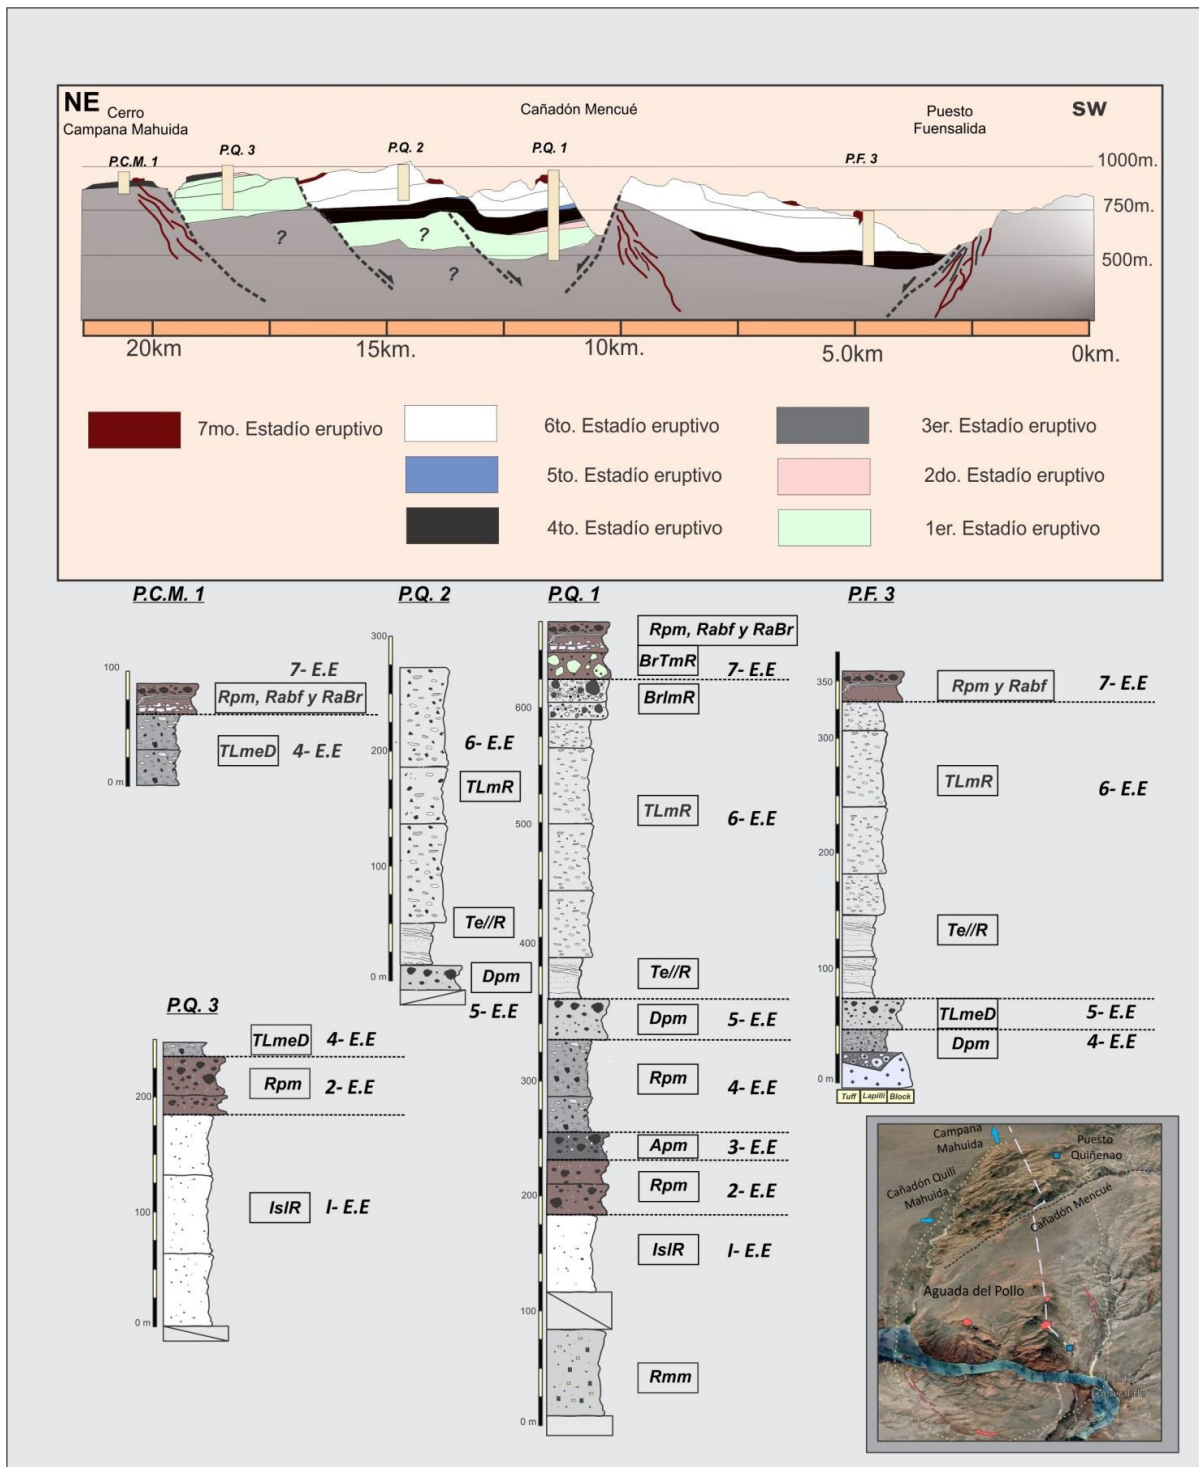 NE
Cerro
Campana Mahuida
Cañadón Mencué
Puesto
Fuensalida
SW
P.C.M. 1
P.Q. 3
P.Q. 2
P.Q. 1
P.F. 3
1000m.
750m.
500m.
?
?
?
20km
15km.
10km.
5.0km
0km.
7mo. Estadío eruptivo
6to. Estadío eruptivo
3er. Estadío eruptivo
5to. Estadío eruptivo
2do. Estadío eruptivo
4to. Estadío eruptivo
1er. Estadío eruptivo
P.C.M. 1
100
7- E.E
Rpm, Rabf y RaBr
TLmeD 4- E.E
0 m
P.Q. 2
300
200
6- E.E
TLmR
100
Te//R
0 m
Dpm
5- E.E
P.Q. 1
Rpm, Rabf y RaBr
BrTmR
7- E.E
BrlmR
600
TLmR
6- E.E
500
400
Te//R
Dpm 5- E.E
300
Rpm 4- E.E
Apm 3- E.E
200
Rpm 2- E.E
IslR I- E.E
100
Rmm
0 m
P.F. 3
350
Rpm y Rabf 7- E.E
300
TLmR 6- E.E
200
Te//R
100
TLmeD 5- E.E
Dpm 4- E.E
0 m
Tuff Lapilli Block
P.Q. 3
TLmeD 4- E.E
Rpm 2- E.E
200
IslR I- E.E
100
0 m
Campana
Mahuida
Puesto
Quiñenao
Cañadón Quili
Mahuida
Cañadón Mencué
Aguada del Pollo